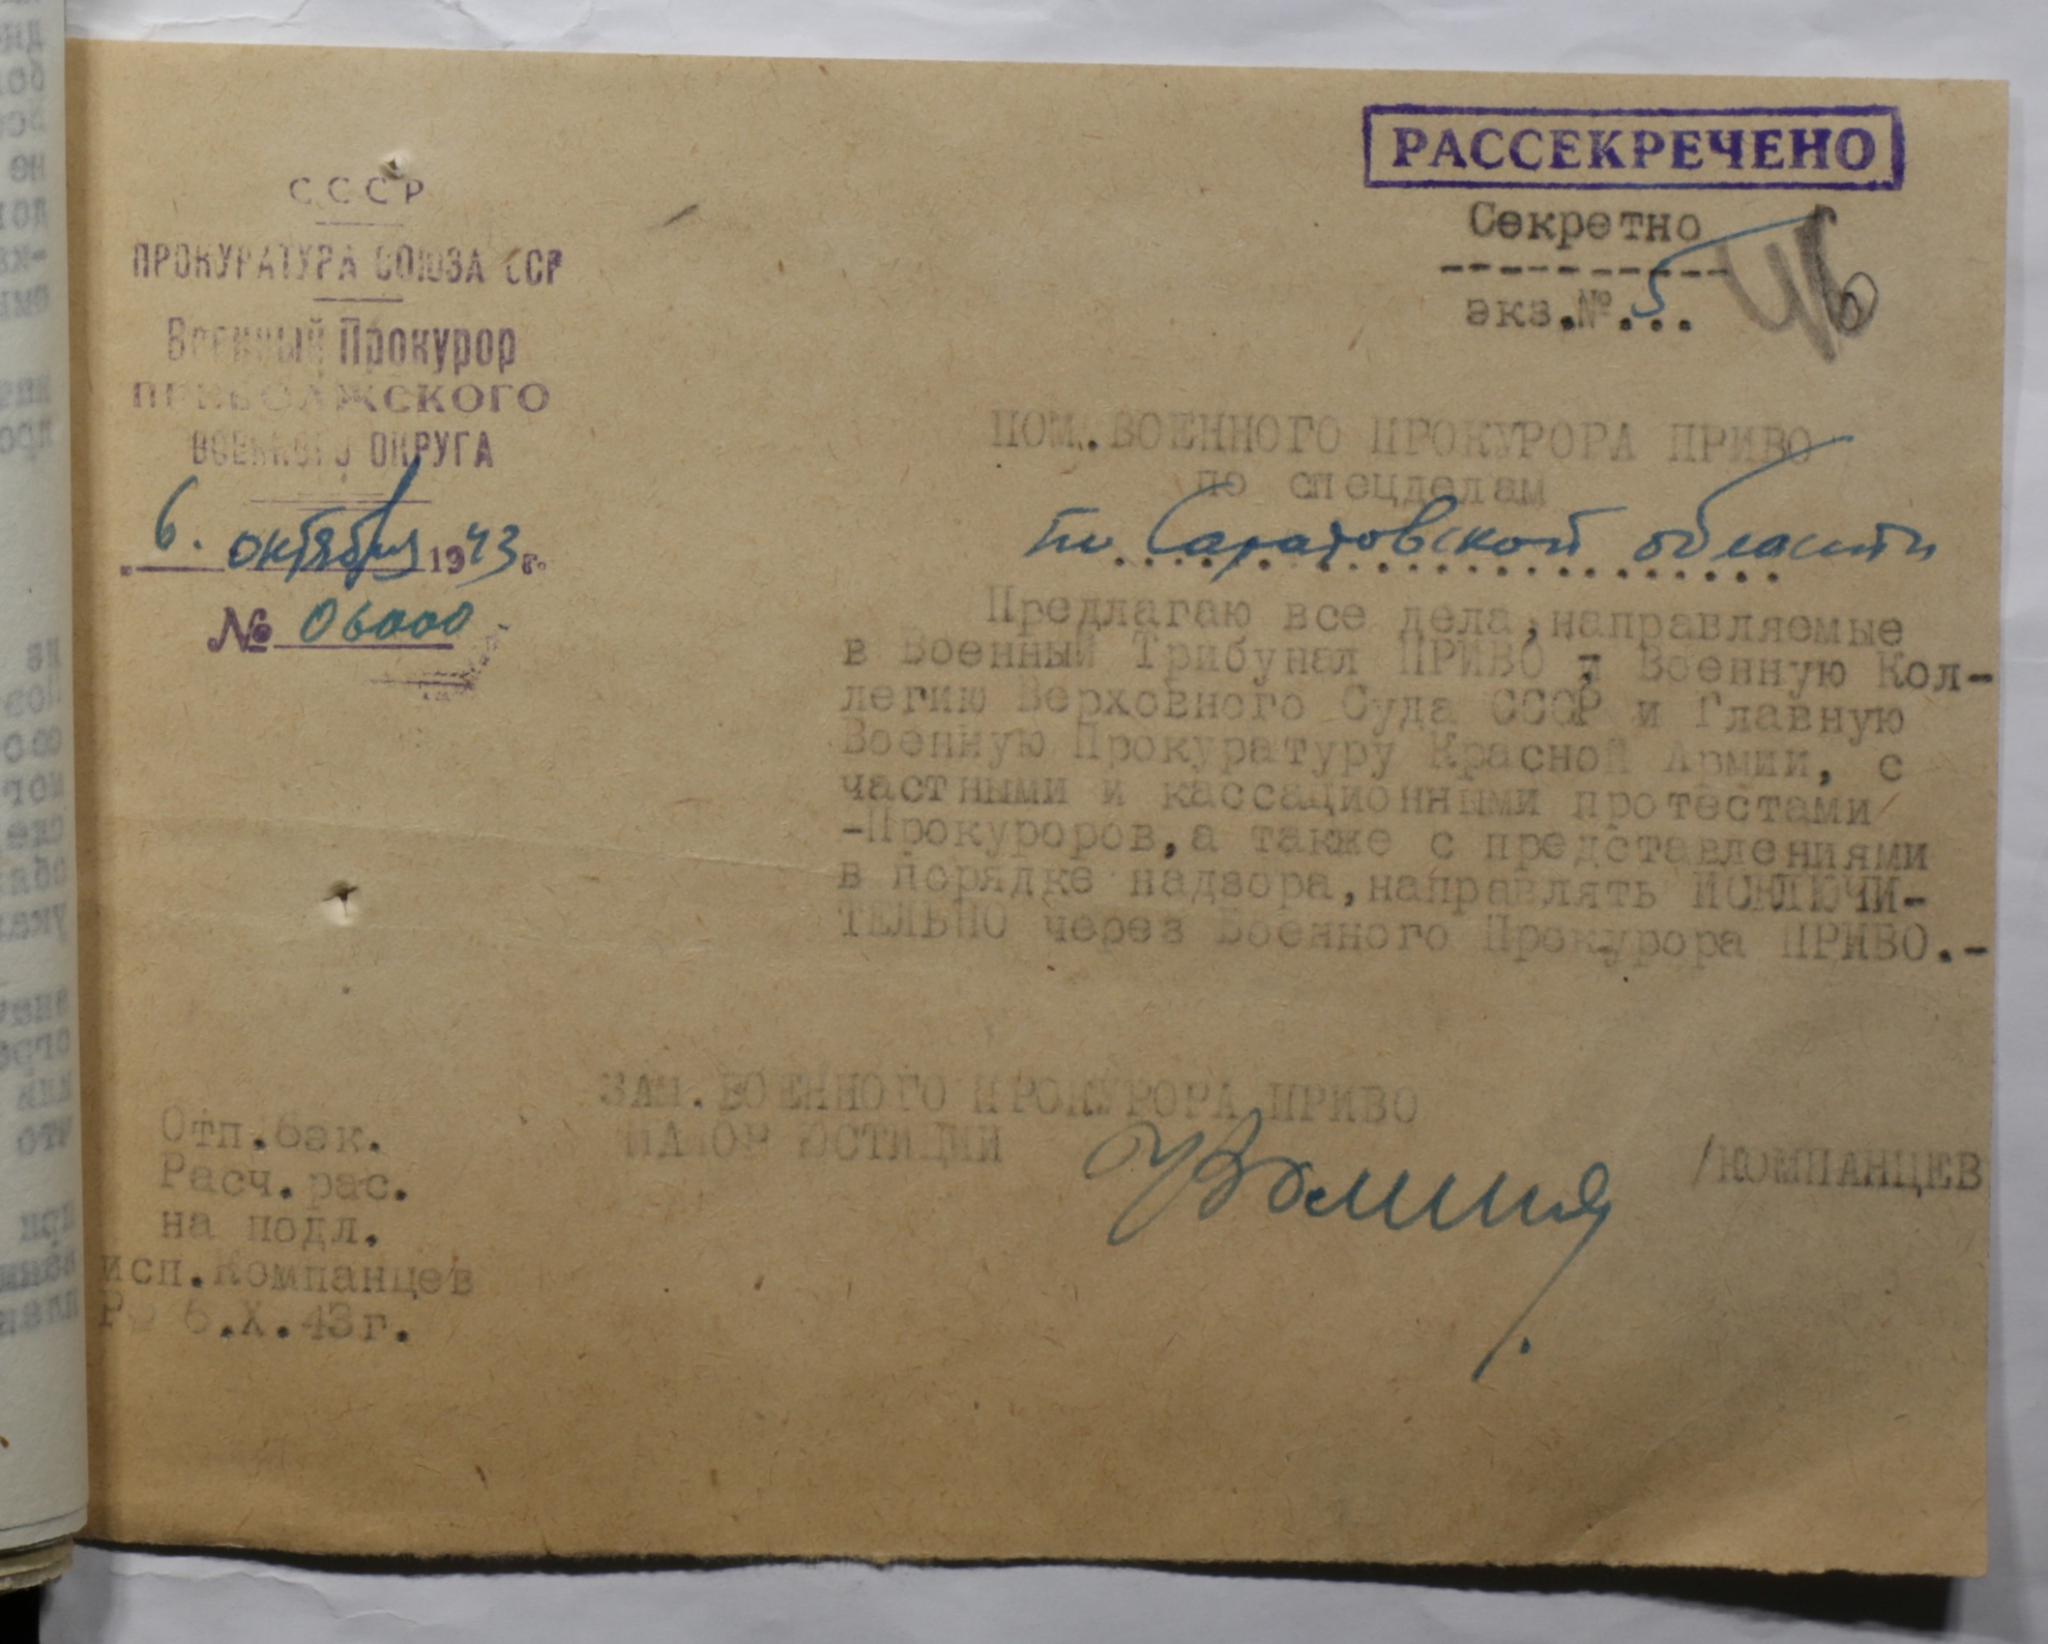 РАССЕКРЕЧЕНО
Секретно
экз.№ 5...
46
СССР
ПРОКУРАТУРА СОЮЗА ССР
Военный Прокурор
ПРИВОЛЖСКОГО
ВОЕННОГО ОКРУГА
6. октября 1943 г.
№ 06000
ПОМ.ВОЕННОГО ПРОКУРОРА ПРИВО
по спецделам
по Саратовской области
Предлагаю все дела,направляемые
в Военный Трибунал ПРИВО и Военную Кол-
легию Верховного Суда СССР и Главную
Военную Прокуратуру Красной Армии, с
частными и кассационными протестами
-Прокуроров,а также с представлениями
в порядке надзора,направлять ИСКЛЮЧИ-
ТЕЛЬНО через Военного Прокурора ПРИВО.-
ЗАМ.ВОЕННОГО ПРОКУРОРА ПРИВО
МАЙОР ЮСТИЦИИ
/КОМПАНЦЕВ
Отп.6эк.
Расч.рас.
на подл.
исп.Компанцев
6.X.43г.